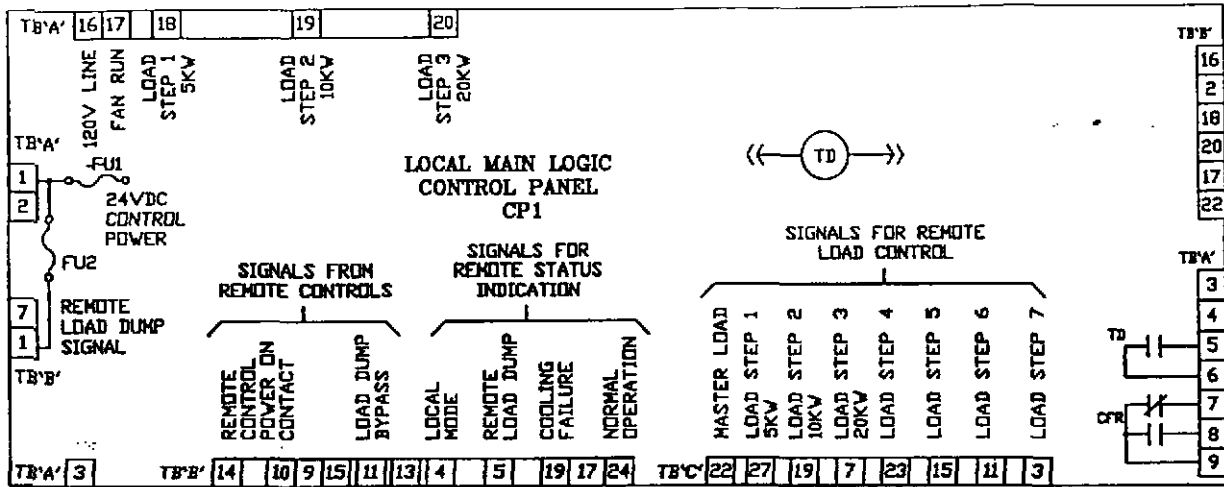 TB'A' 16 17 18 19 20
120V LINE
FAN RUN
LOAD
STEP 1
5KW
LOAD
STEP 2
10KW
LOAD
STEP 3
20KW
TB'B'
16
2
18
20
17
22
TB'A'
1
2
FU1
24VDC
CONTROL
POWER
FU2
7
1
REMOTE
LOAD DUMP
SIGNAL
TB'B'
LOCAL MAIN LOGIC
CONTROL PANEL
CP1
TD
SIGNALS FROM
REMOTE CONTROLS
SIGNALS FOR
REMOTE STATUS
INDICATION
SIGNALS FOR REMOTE
LOAD CONTROL
REMOTE
CONTROL
POWER ON
CONTACT
LOAD DUMP
BYPASS
LOCAL
MODE
REMOTE
LOAD DUMP
COOLING
FAILURE
NORMAL
OPERATION
MASTER LOAD
LOAD STEP 1
5KW
LOAD STEP 2
10KW
LOAD STEP 3
20KW
LOAD STEP 4
LOAD STEP 5
LOAD STEP 6
LOAD STEP 7
TB'A'
3
4
5
6
7
8
9
TD
CFR
TB'A' 3
TB'B' 14 10 9 15 11 13 4 5 19 17 24
TB'C' 22 27 19 7 23 15 11 3